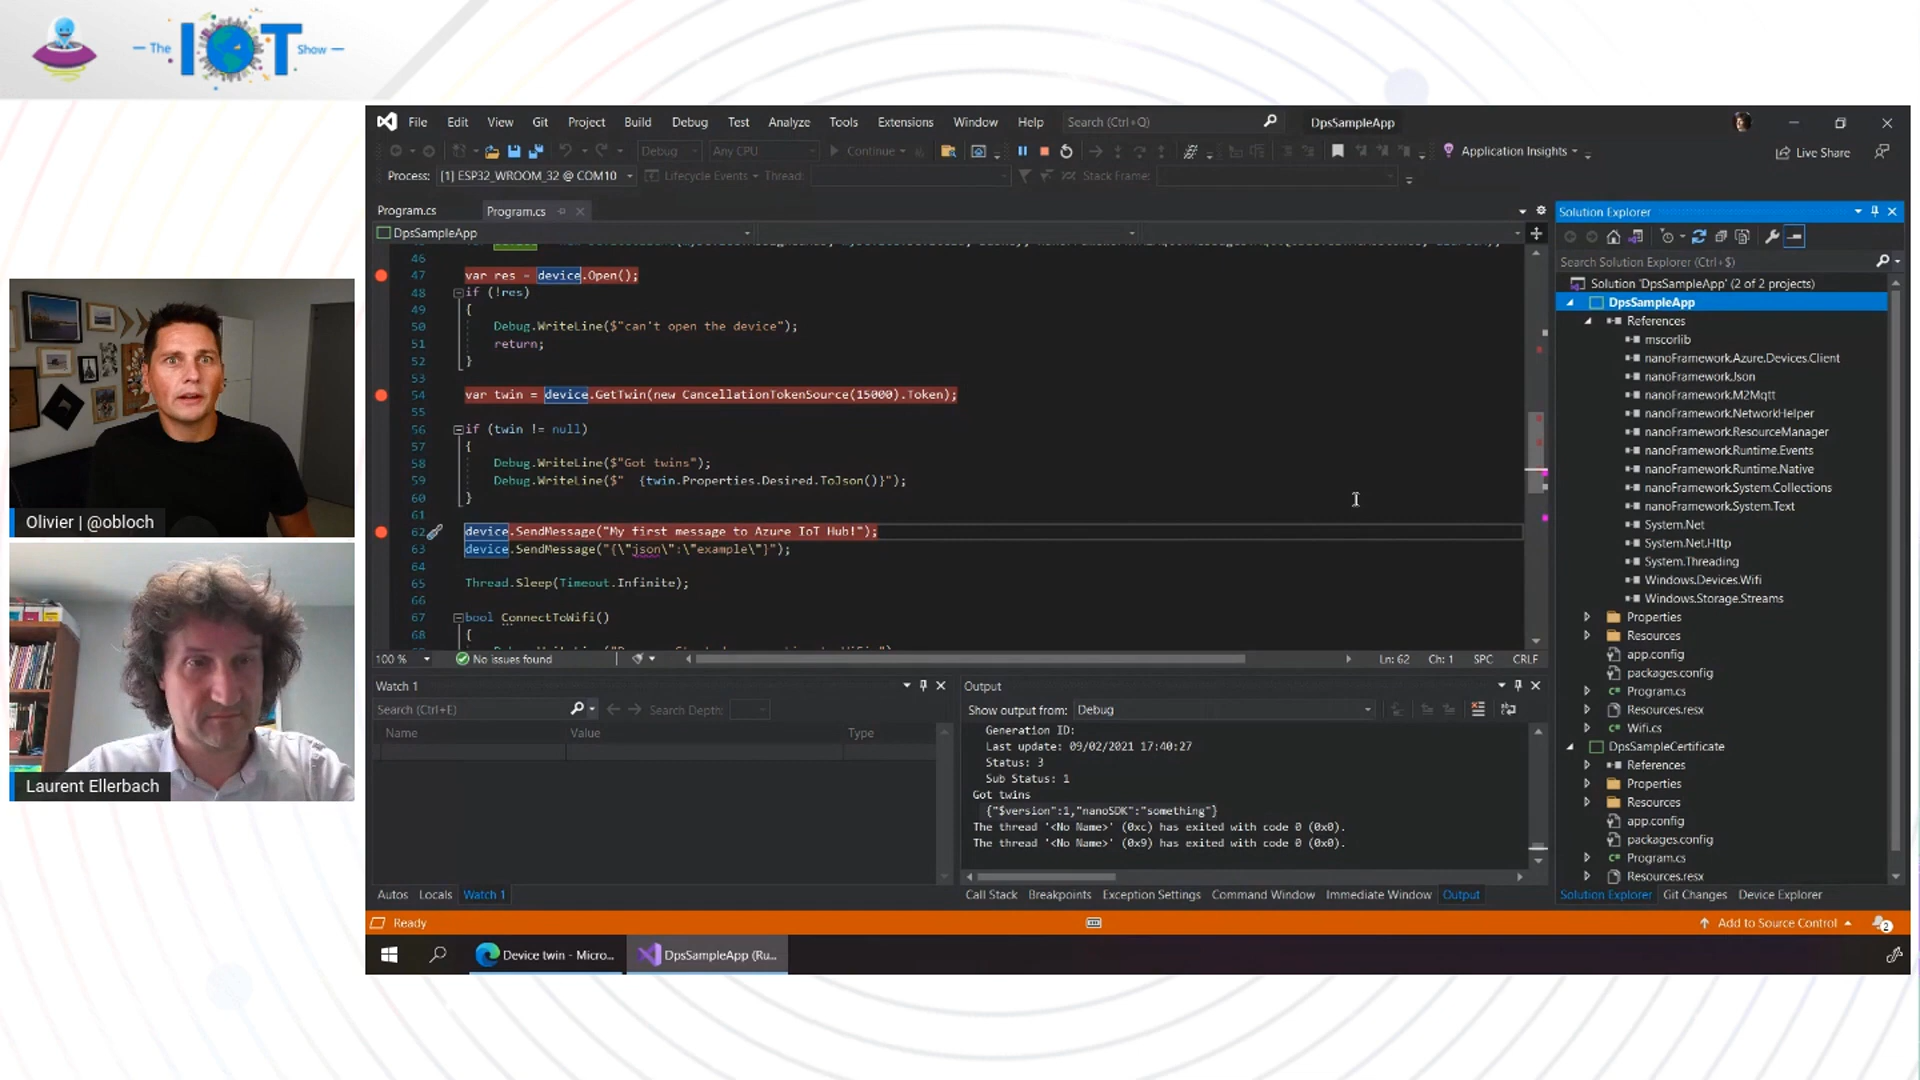 The IOT Show
File Edit View Git Project Build Debug Test Analyze Tools Extensions Window Help Search (Ctrl+Q) DpsSampleApp
Debug Any CPU Continue Application Insights Live Share
Process: [1] ESP32_WROOM_32 @ COM10 Lifecycle Events Thread: Stack Frame:
Program.cs Program.cs
DpsSampleApp
46
47 var res = device.Open();
48 if (!res)
49 {
50 Debug.WriteLine($"can't open the device");
51 return;
52 }
53
54 var twin = device.GetTwin(new CancellationTokenSource(15000).Token);
55
56 if (twin != null)
57 {
58 Debug.WriteLine($"Got twins");
59 Debug.WriteLine($"  {twin.Properties.Desired.ToJson()}");
60 }
61
62 device.SendMessage("My first message to Azure IoT Hub!");
63 device.SendMessage("{\"json\":\"example\"}");
64
65 Thread.Sleep(Timeout.Infinite);
66
67 bool ConnectToWifi()
68 {
100 % No issues found Ln: 62 Ch: 1 SPC CRLF
Solution Explorer
Search Solution Explorer (Ctrl+$)
Solution 'DpsSampleApp' (2 of 2 projects)
DpsSampleApp
References
mscorlib
nanoFramework.Azure.Devices.Client
nanoFramework.Json
nanoFramework.M2Mqtt
nanoFramework.NetworkHelper
nanoFramework.ResourceManager
nanoFramework.Runtime.Events
nanoFramework.Runtime.Native
nanoFramework.System.Collections
nanoFramework.System.Text
System.Net
System.Net.Http
System.Threading
Windows.Devices.Wifi
Windows.Storage.Streams
Properties
Resources
app.config
packages.config
Program.cs
Resources.resx
Wifi.cs
DpsSampleCertificate
References
Properties
Resources
app.config
packages.config
Program.cs
Resources.resx
Solution Explorer Git Changes Device Explorer
Watch 1
Search (Ctrl+E) Search Depth:
Name Value Type
Autos Locals Watch 1
Output
Show output from: Debug
Generation ID:
Last update: 09/02/2021 17:40:27
Status: 3
Sub Status: 1
Got twins
{"$version":1,"nanoSDK":"something"}
The thread '<No Name>' (0xc) has exited with code 0 (0x0).
The thread '<No Name>' (0x9) has exited with code 0 (0x0).
Call Stack Breakpoints Exception Settings Command Window Immediate Window Output
Ready Add to Source Control 2
Device twin - Micro... DpsSampleApp (Ru...
Olivier | @obloch
Laurent Ellerbach